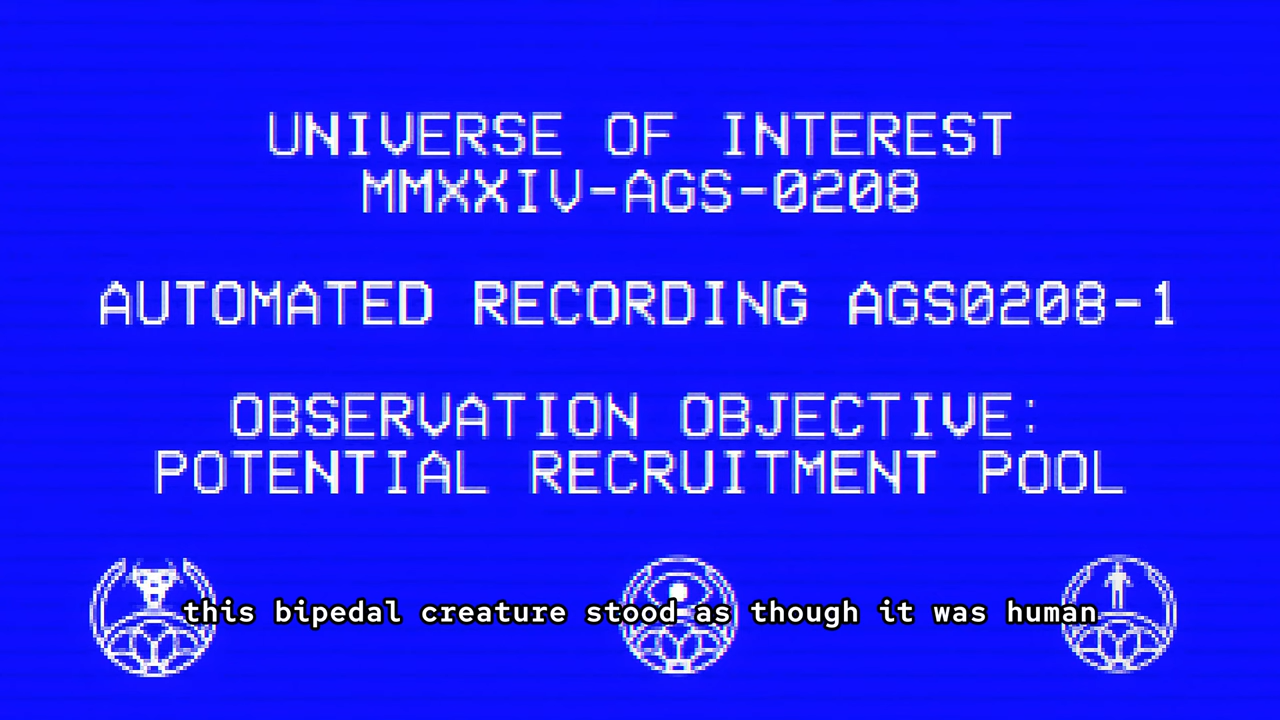 UNIVERSE OF INTEREST
MMXXIV-AGS-0208
AUTOMATED RECORDING AGS0208-1
OBSERVATION OBJECTIVE:
POTENTIAL RECRUITMENT POOL
this bipedal creature stood as though it was human